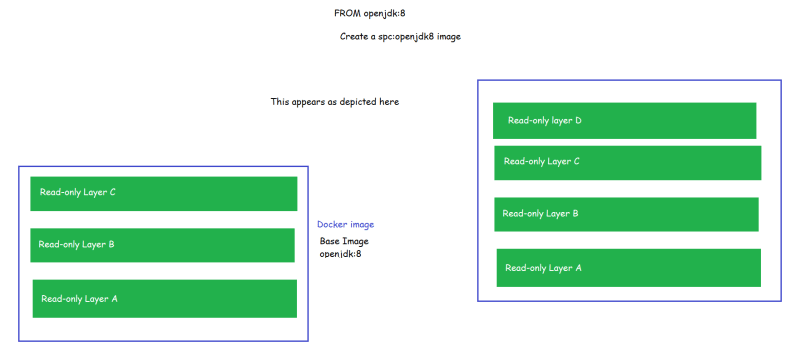 FROM openjdk:8
Create a spc:openjdk8 image
This appears as depicted here
Read-only Layer C
Read-only Layer B
Read-only Layer A
Docker image
Base Image
openjdk:8
Read-only layer D
Read-only Layer C
Read-only Layer B
Read-only Layer A